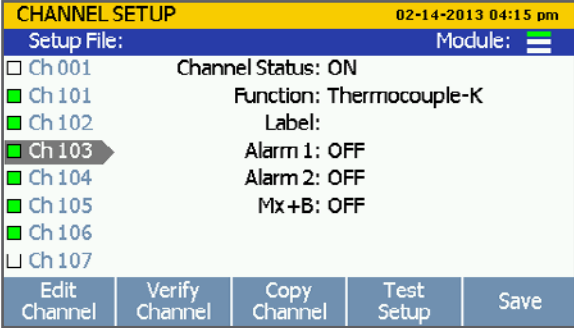 CHANNEL SETUP 02-14-2013 04:15 pm
Setup File: Module:
Ch 001 Channel Status: ON
Ch 101 Function: Thermocouple-K
Ch 102 Label:
Ch 103 Alarm 1: OFF
Ch 104 Alarm 2: OFF
Ch 105 Mx+B: OFF
Ch 106
Ch 107
Edit Channel Verify Channel Copy Channel Test Setup Save